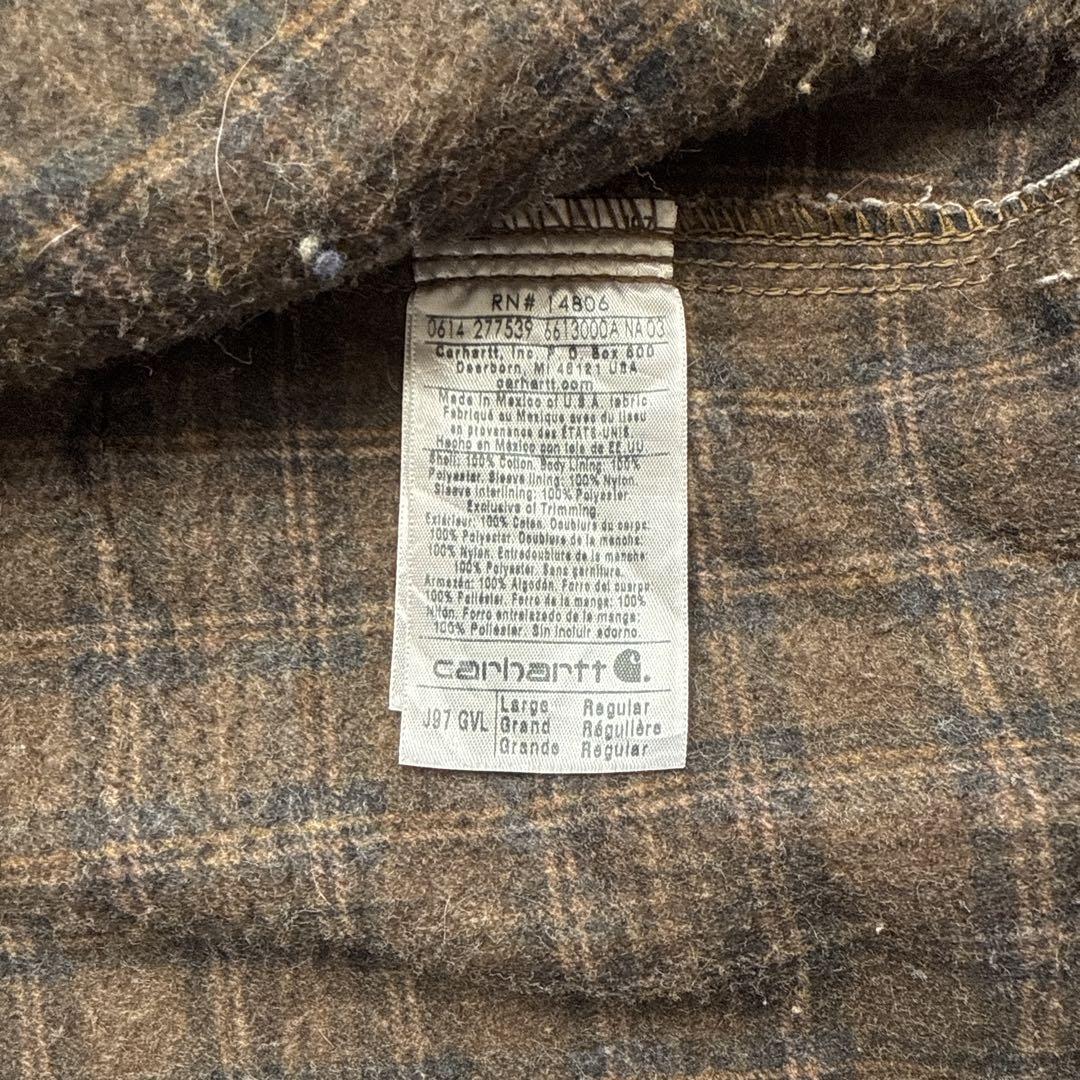 RN# 14806
0614 277539 6613000A NA 03
Carhartt, Inc. P. O. Box 600
Dearborn, MI 48121 USA
carhartt.com
Made in Mexico of U.S.A. fabric
Fabriqué au Mexique avec du tissu
en provenance des ÉTATS-UNIS
Hecho en México con tela de EE.UU
Shell: 100% Cotton. Body Lining: 100%
Polyester. Sleeve lining: 100% Nylon.
Sleeve interlining: 100% Polyester
Exclusive of Trimming.
Extérieur: 100% Coton. Doublure du corps:
100% Polyester. Doublure de la manche:
100% Nylon. Entredoublure de la manche
100% Polyester. Sans garniture.
Armazón: 100% Algodón. Forro del cuerpo
100% Poliéster. Forro de la manga: 100%
Nilón. Forro entrelazado de la manga:
100% Poliester. Sin incluir adorno.
carhartt
J97 GVL
Large Regular
Grand Régulière
Grande Regular